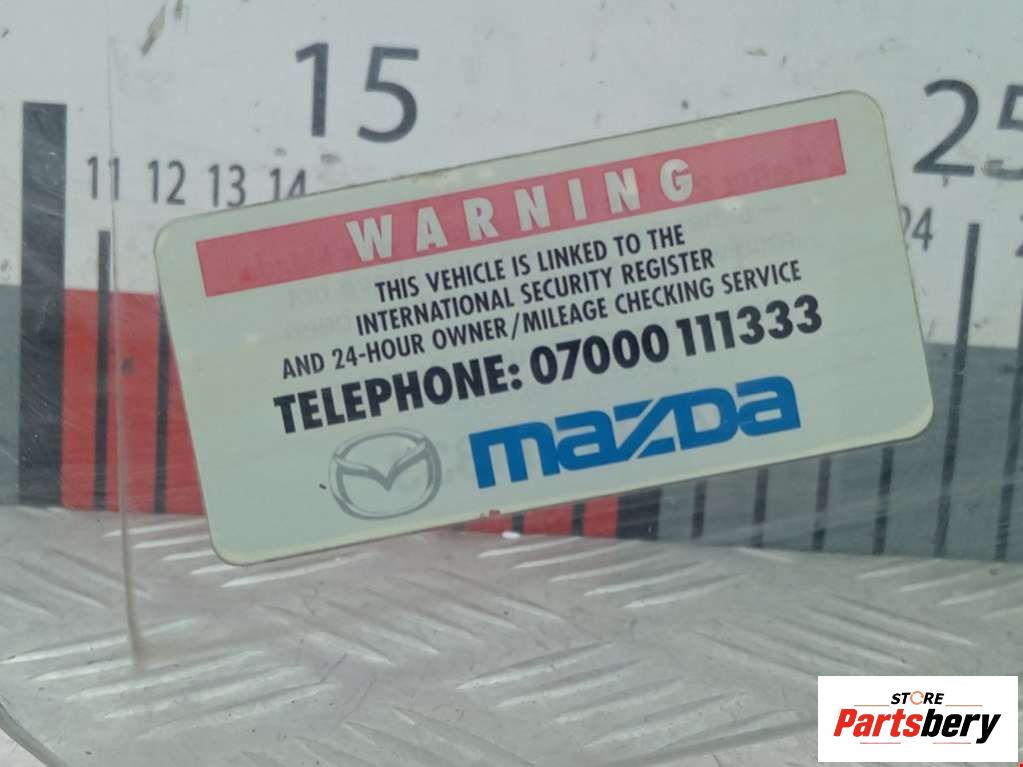 15
25
11 12 13 14
24
WARNING
THIS VEHICLE IS LINKED TO THE
INTERNATIONAL SECURITY REGISTER
AND 24-HOUR OWNER/MILEAGE CHECKING SERVICE
TELEPHONE: 07000 111333
mazda
STORE
Partsbery